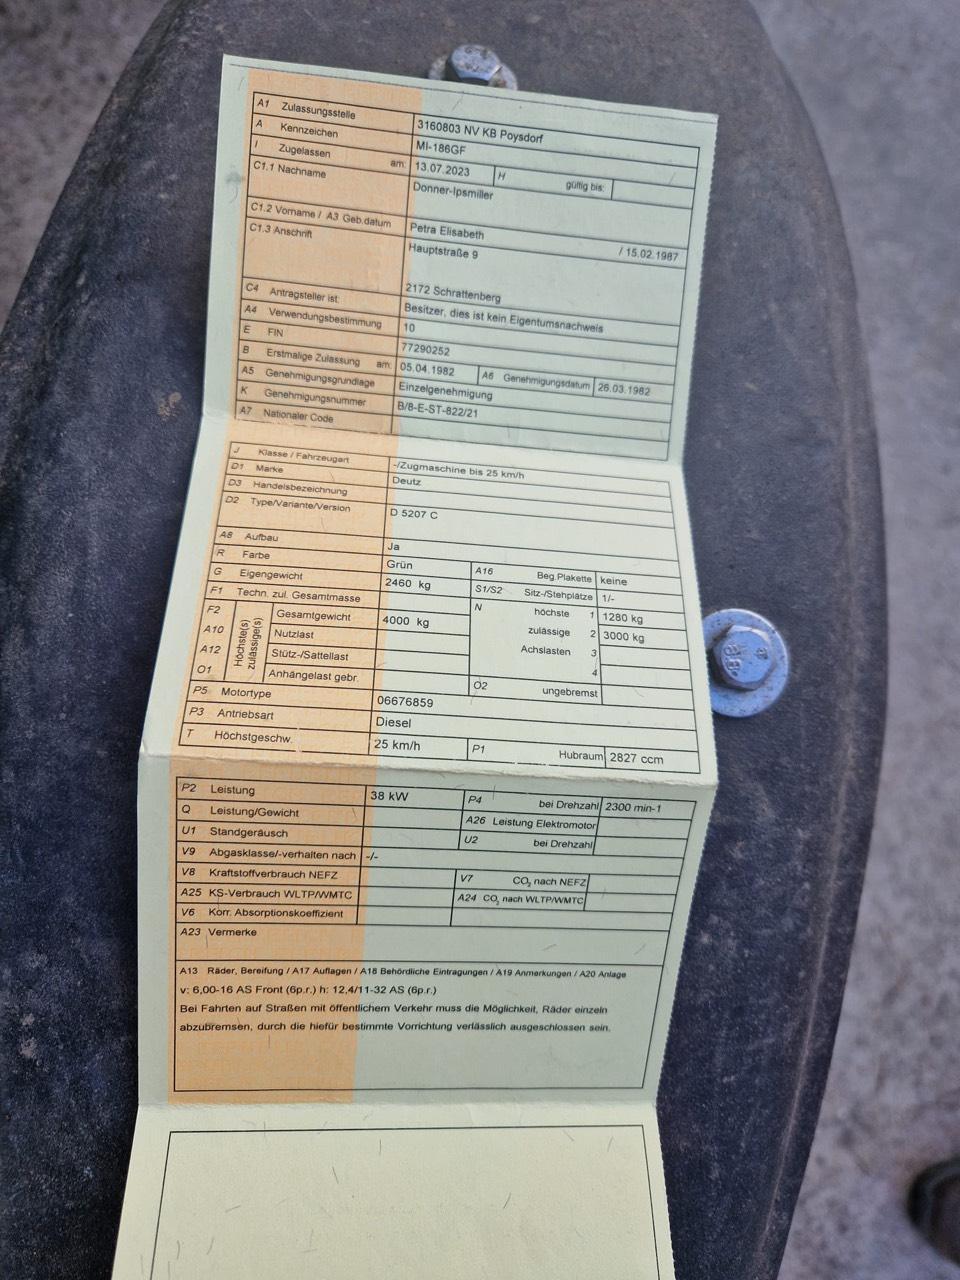 A1 Zulassungsstelle 3160803 NV KB Poysdorf
A Kennzeichen MI-186GF
I Zugelassen am: 13.07.2023 H gültig bis:
C1.1 Nachname Donner-Ipsmiller
C1.2 Vorname / A3 Geb.datum Petra Elisabeth / 15.02.1987
C1.3 Anschrift Hauptstraße 9
2172 Schrattenberg
C4 Antragsteller ist: Besitzer, dies ist kein Eigentumsnachweis
A4 Verwendungsbestimmung 10
E FIN 77290252
B Erstmalige Zulassung am: 05.04.1982 A6 Genehmigungsdatum 26.03.1982
A5 Genehmigungsgrundlage Einzelgenehmigung
K Genehmigungsnummer B/8-E-ST-822/21
A7 Nationaler Code
J Klasse / Fahrzeugart -/Zugmaschine bis 25 km/h
D1 Marke Deutz
D3 Handelsbezeichnung
D2 Type/Variante/Version D 5207 C
A8 Aufbau Ja
R Farbe Grün A16 Beg.Plakette keine
G Eigengewicht 2460 kg S1/S2 Sitz-/Stehplätze 1/-
F1 Techn. zul. Gesamtmasse N höchste 1 1280 kg
F2 Höchste(s) zulässige(s) Gesamtgewicht 4000 kg zulässige 2 3000 kg
A10 Nutzlast Achslasten 3
A12 Stütz-/Sattellast 4
O1 Anhängelast gebr. O2 ungebremst
P5 Motortype 06676859
P3 Antriebsart Diesel
T Höchstgeschw. 25 km/h P1 Hubraum 2827 ccm
P2 Leistung 38 kW P4 bei Drehzahl 2300 min-1
Q Leistung/Gewicht A26 Leistung Elektromotor
U1 Standgeräusch U2 bei Drehzahl
V9 Abgasklasse/-verhalten nach -/-
V8 Kraftstoffverbrauch NEFZ V7 CO₂ nach NEFZ
A25 KS-Verbrauch WLTP/WMTC A24 CO₂ nach WLTP/WMTC
V6 Korr. Absorptionskoeffizient
A23 Vermerke
A13 Räder, Bereifung / A17 Auflagen / A18 Behördliche Eintragungen / A19 Anmerkungen / A20 Anlage
v: 6,00-16 AS Front (6p.r.) h: 12,4/11-32 AS (6p.r.)
Bei Fahrten auf Straßen mit öffentlichem Verkehr muss die Möglichkeit, Räder einzeln
abzubremsen, durch die hiefür bestimmte Vorrichtung verlässlich ausgeschlossen sein.